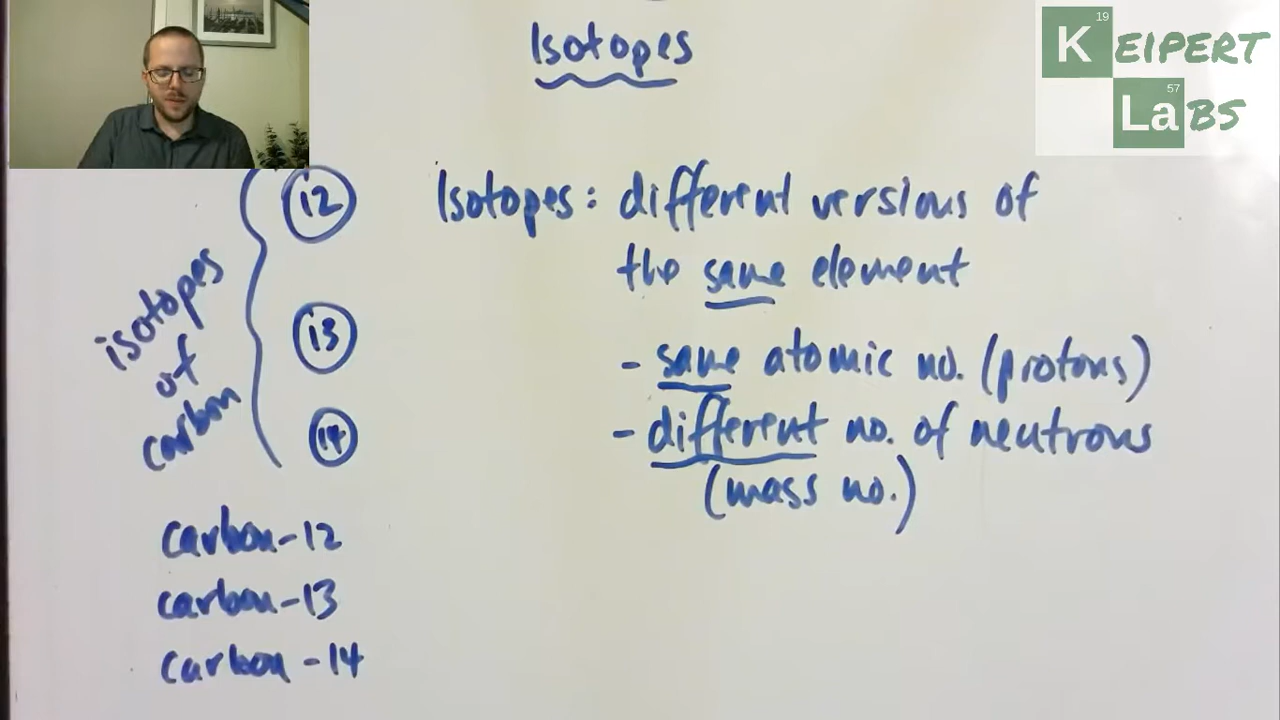 Isotopes
19
KEIPERT
57
LaBS
12
13
14
isotopes
of
carbon
carbon-12
carbon-13
carbon-14
Isotopes: different versions of
the same element
- same atomic no. (protons)
- different no. of neutrons
(mass no.)